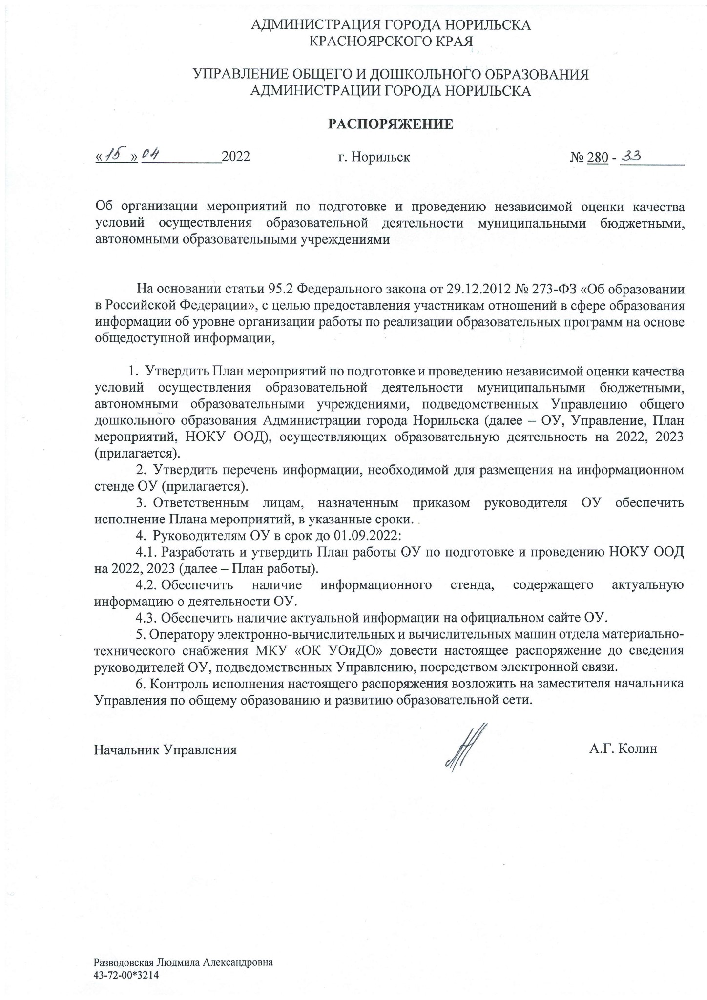 АДМИНИСТРАЦИЯ ГОРОДА НОРИЛЬСКА
КРАСНОЯРСКОГО КРАЯ
УПРАВЛЕНИЕ ОБЩЕГО И ДОШКОЛЬНОГО ОБРАЗОВАНИЯ
АДМИНИСТРАЦИИ ГОРОДА НОРИЛЬСКА
РАСПОРЯЖЕНИЕ
«15» 04 2022 г. Норильск № 280 - 33
Об организации мероприятий по подготовке и проведению независимой оценки качества
условий осуществления образовательной деятельности муниципальными бюджетными,
автономными образовательными учреждениями
На основании статьи 95.2 Федерального закона от 29.12.2012 № 273-ФЗ «Об образовании
в Российской Федерации», с целью предоставления участникам отношений в сфере образования
информации об уровне организации работы по реализации образовательных программ на основе
общедоступной информации,
1. Утвердить План мероприятий по подготовке и проведению независимой оценки качества
условий осуществления образовательной деятельности муниципальными бюджетными,
автономными образовательными учреждениями, подведомственных Управлению общего
дошкольного образования Администрации города Норильска (далее – ОУ, Управление, План
мероприятий, НОКУ ООД), осуществляющих образовательную деятельность на 2022, 2023
(прилагается).
2. Утвердить перечень информации, необходимой для размещения на информационном
стенде ОУ (прилагается).
3. Ответственным лицам, назначенным приказом руководителя ОУ обеспечить
исполнение Плана мероприятий, в указанные сроки.
4. Руководителям ОУ в срок до 01.09.2022:
4.1. Разработать и утвердить План работы ОУ по подготовке и проведению НОКУ ООД
на 2022, 2023 (далее – План работы).
4.2. Обеспечить наличие информационного стенда, содержащего актуальную
информацию о деятельности ОУ.
4.3. Обеспечить наличие актуальной информации на официальном сайте ОУ.
5. Оператору электронно-вычислительных и вычислительных машин отдела материально-
технического снабжения МКУ «ОК УОиДО» довести настоящее распоряжение до сведения
руководителей ОУ, подведомственных Управлению, посредством электронной связи.
6. Контроль исполнения настоящего распоряжения возложить на заместителя начальника
Управления по общему образованию и развитию образовательной сети.
Начальник Управления А.Г. Колин
Разводовская Людмила Александровна
43-72-00*3214